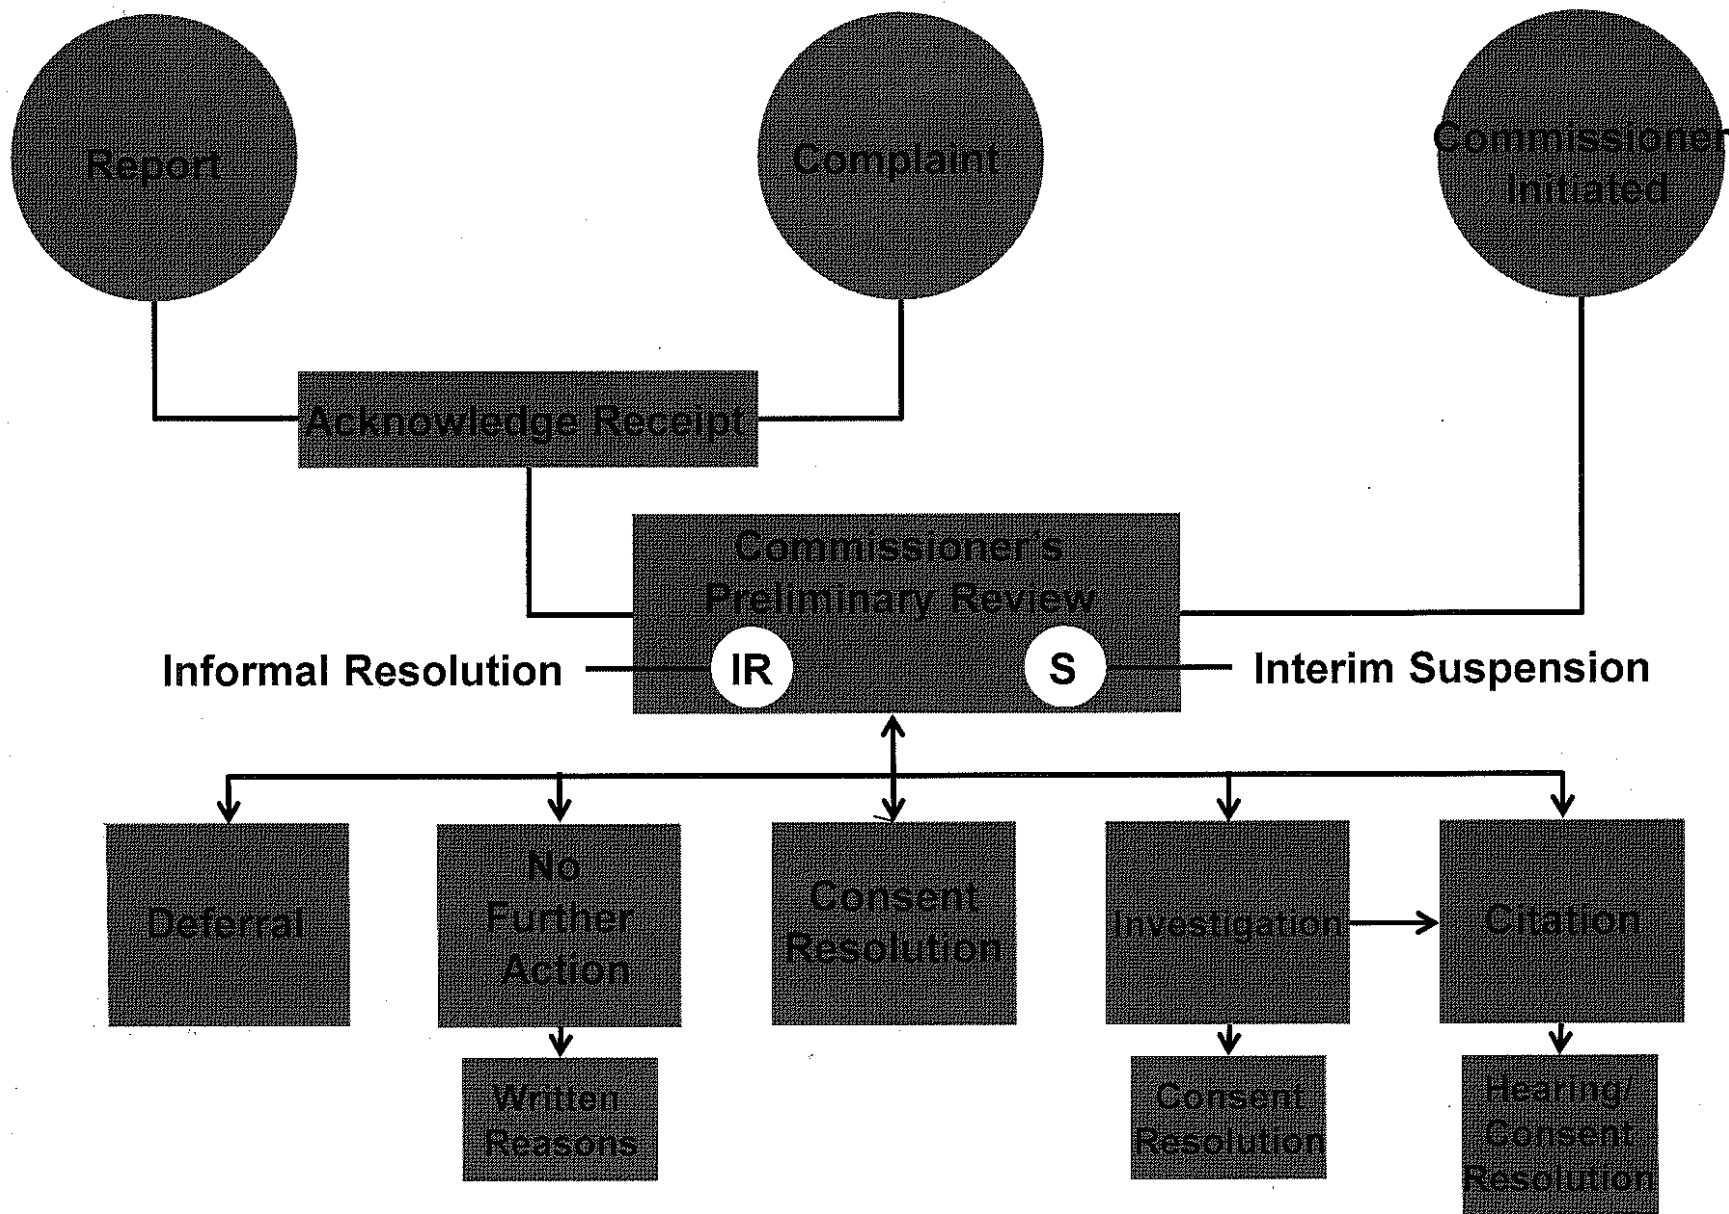 Report
Complaint
Commissioner
Initiated
Acknowledge Receipt
Commissioner's
Preliminary Review
Informal Resolution
IR
S
Interim Suspension
Deferral
No
Further
Action
Consent
Resolution
Investigation
Citation
Written
Reasons
Consent
Resolution
Hearing/
Consent
Resolution